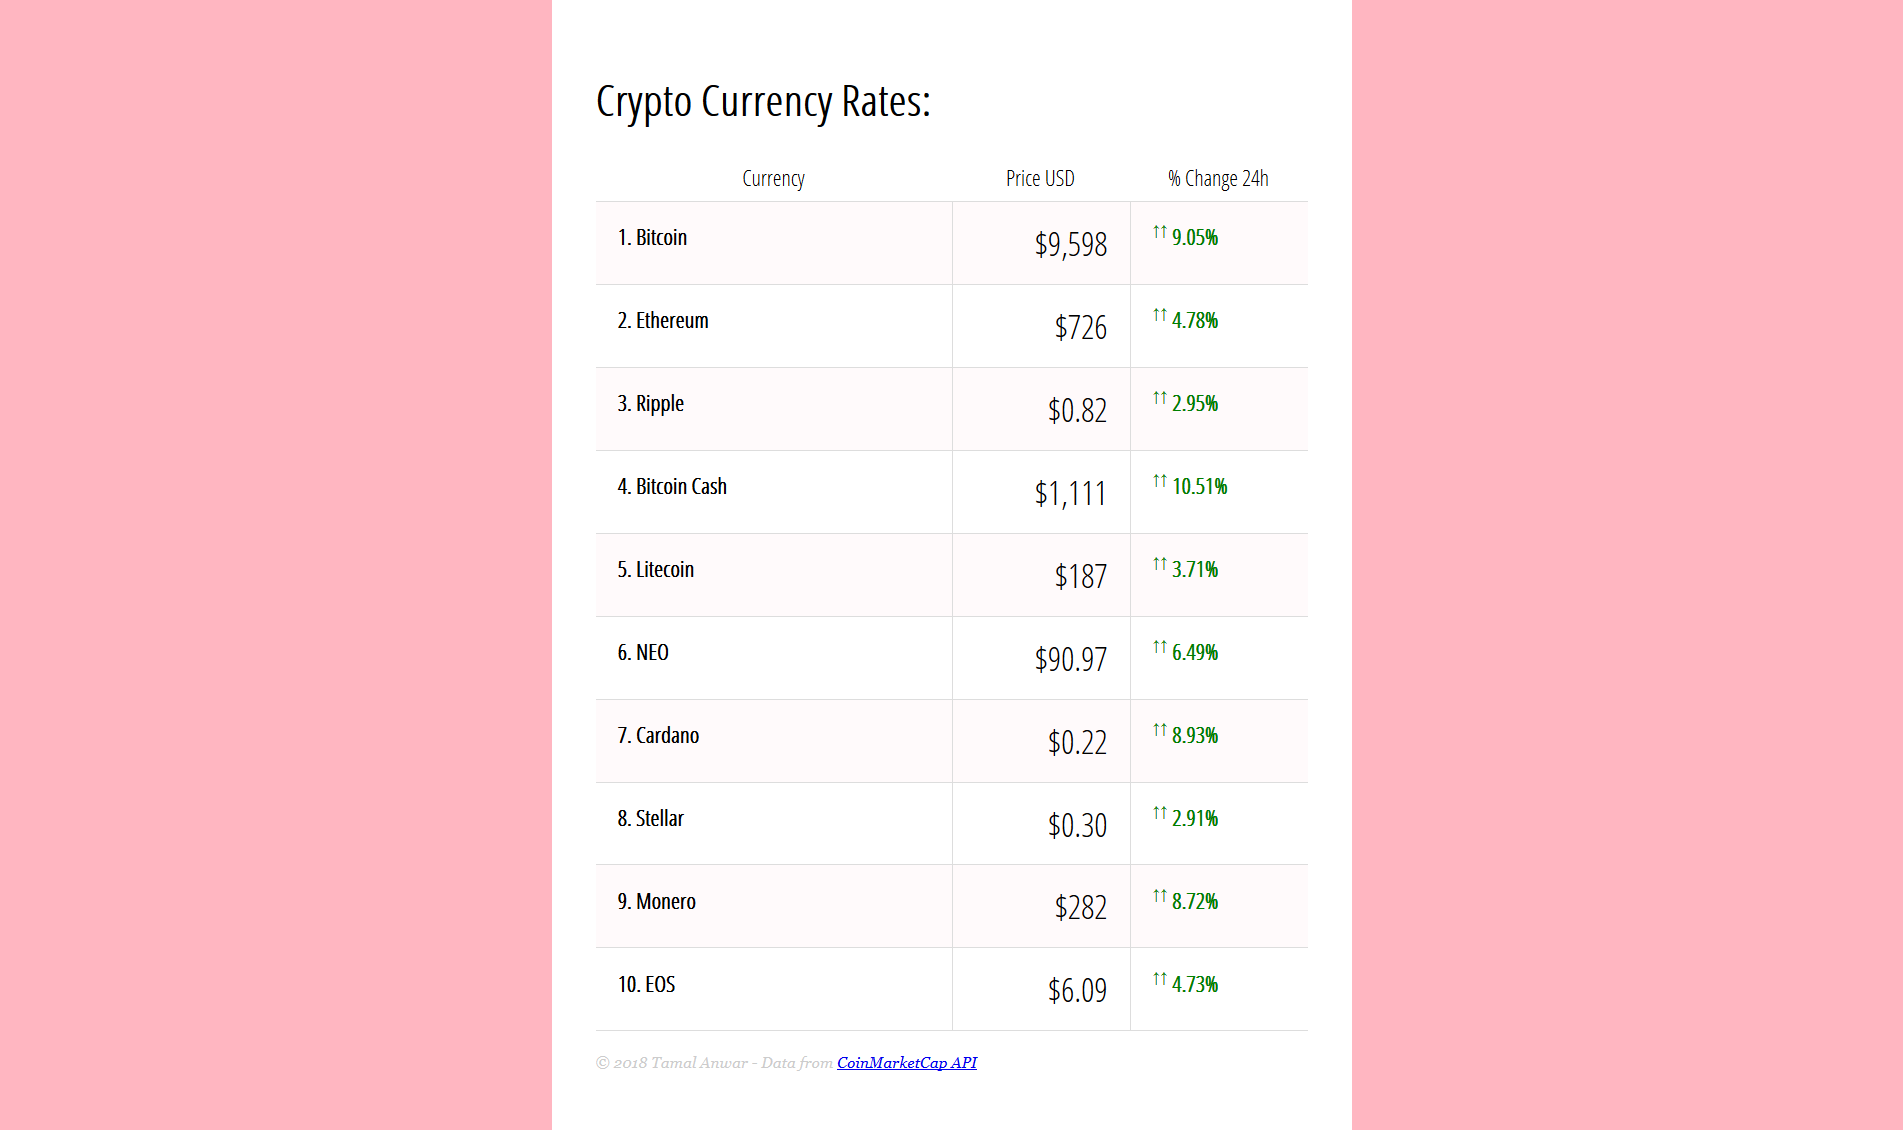 Crypto Currency Rates:
Currency Price USD % Change 24h
1. Bitcoin $9,598 ↑↑ 9.05%
2. Ethereum $726 ↑↑ 4.78%
3. Ripple $0.82 ↑↑ 2.95%
4. Bitcoin Cash $1,111 ↑↑ 10.51%
5. Litecoin $187 ↑↑ 3.71%
6. NEO $90.97 ↑↑ 6.49%
7. Cardano $0.22 ↑↑ 8.93%
8. Stellar $0.30 ↑↑ 2.91%
9. Monero $282 ↑↑ 8.72%
10. EOS $6.09 ↑↑ 4.73%
© 2018 Tamal Anwar - Data from CoinMarketCap API